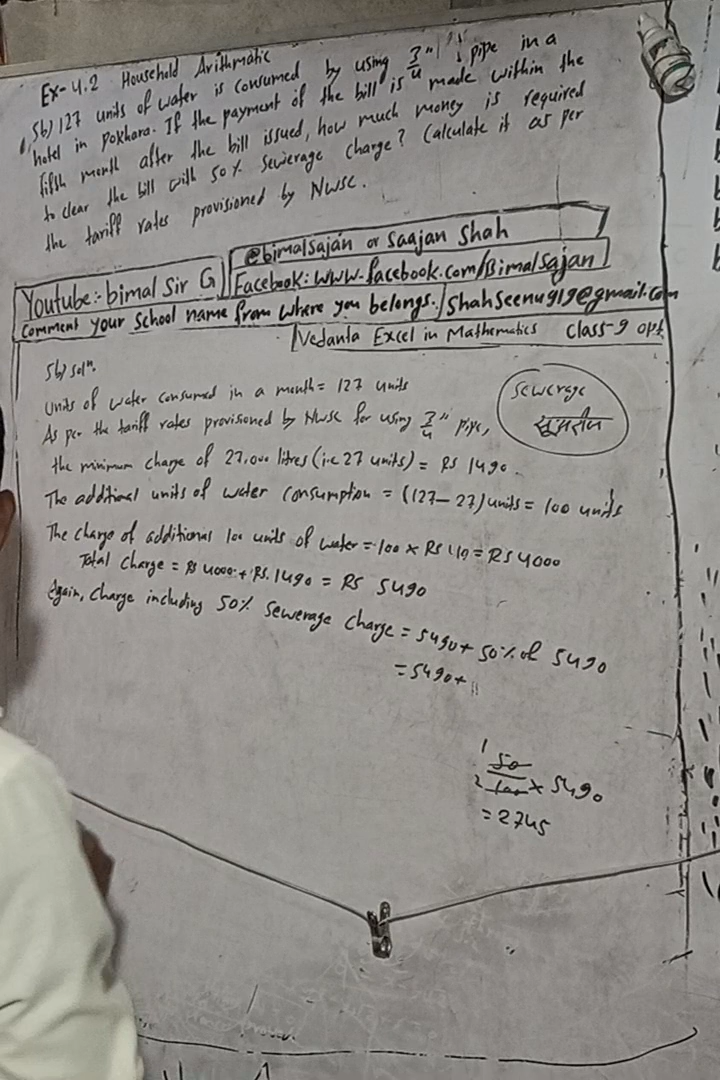 Ex-4.2 Household Arithmatic
5b) 127 units of water is consumed by using 3/4" pipe in a
hotel in pokhara. If the payment of the bill is made within the
fifth month after the bill issued, how much money is required
to clear the bill with 50% Sewerage charge? Calculate it as per
the tariff rates provisioned by NWSC.
@bimalsajan or Saajan Shah
Youtube:- bimal Sir G
Facebook: www.facebook.com/Bimalsajan
Comment your School name from where you belongs. Shahseenu919@gmail.com
Vedanta Excel in Mathematics Class-9 opt
5b) soln.
Units of water consumed in a month = 127 units
Sewerage
As per the tariff rates provisioned by NWSC for using 3/4" pipe,
the minimum charge of 27,000 litres (i.e 27 units) = RS 1490.
The additional units of water consumption = (127-27) units = 100 units
The charge of additional 100 units of water = 100 × RS 40 = RS 4000
Total charge = RS 4000 + RS. 1490 = RS 5490
Again, charge including 50% Sewerage charge = 5490 + 50% of 5490
= 5490 +
1
50
2 100 × 5490
= 2745